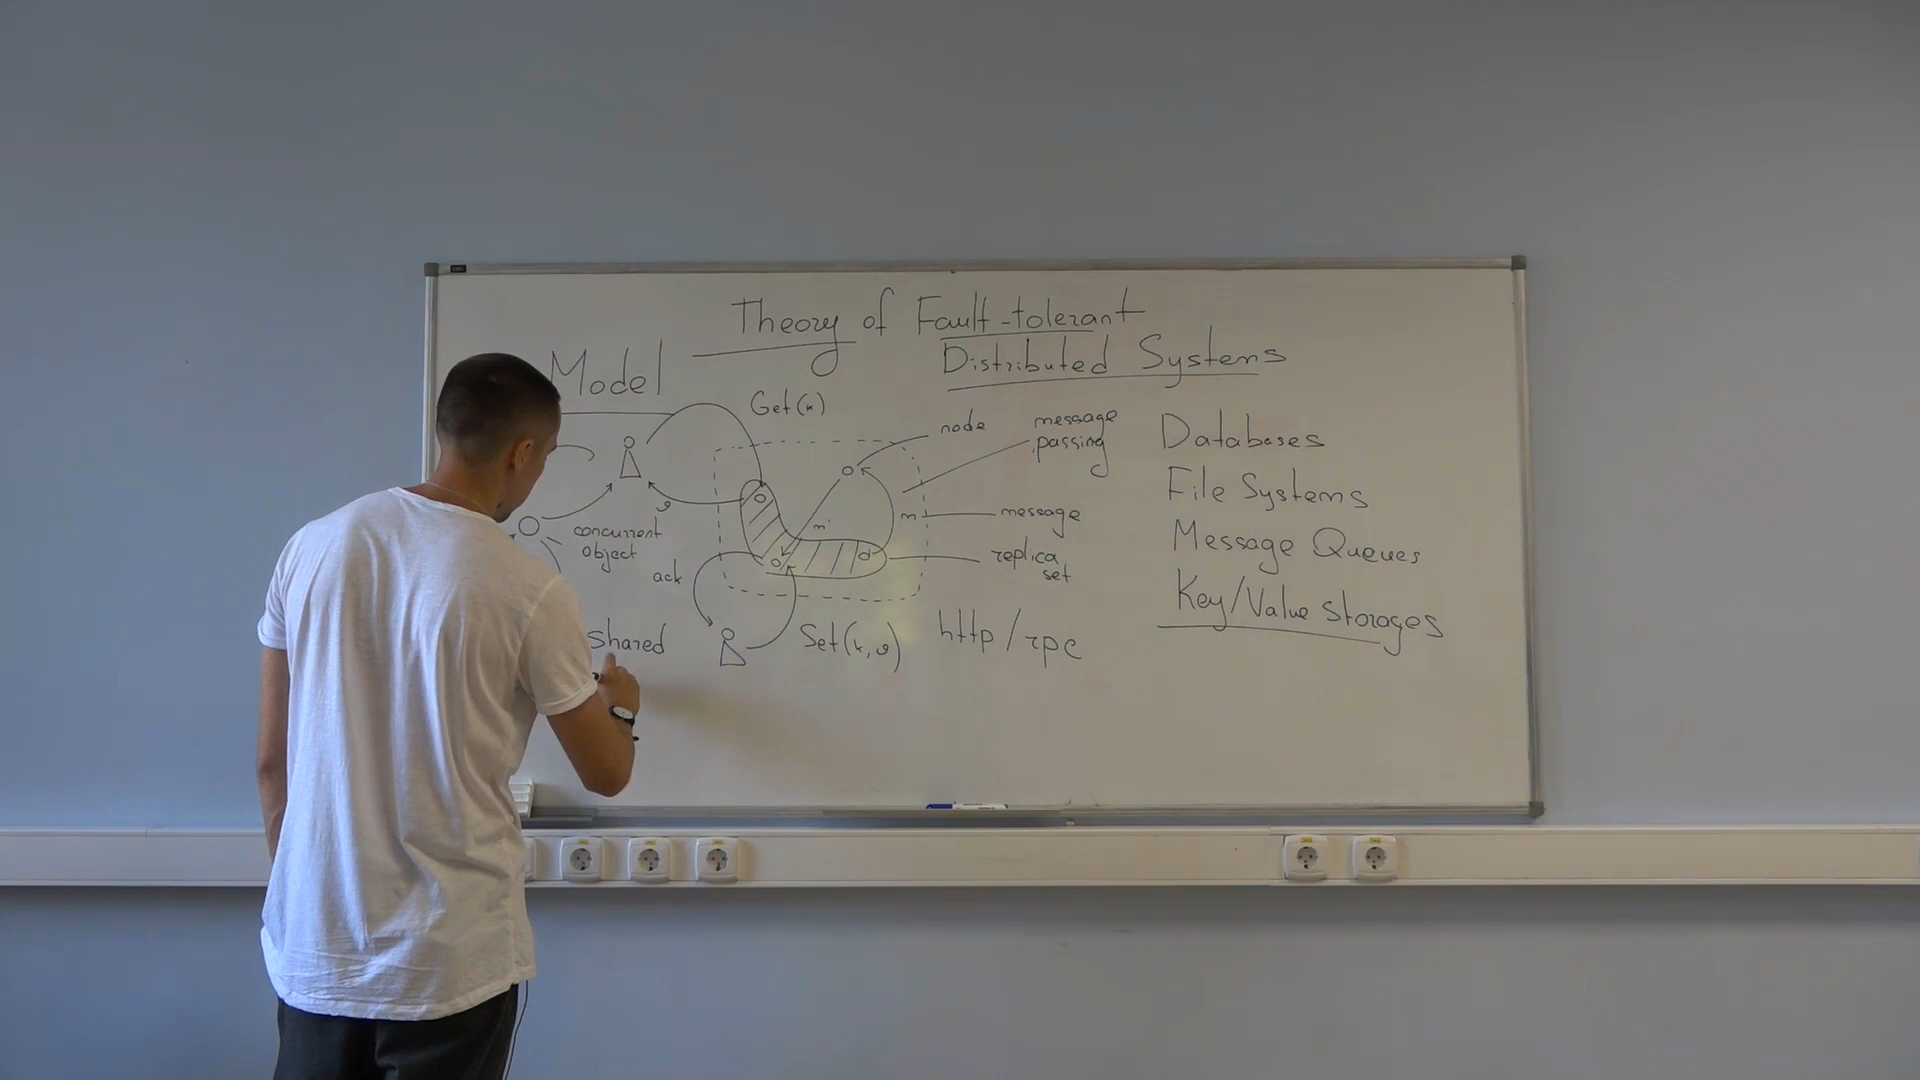 Theory of Fault-tolerant
Distributed Systems
Model
Get(k)
node
message
passing
Databases
File Systems
m
message
m'
concurrent
object
v
Message Queues
replica
set
ack
Key/Value storages
shared
Set(k,v)
http/rpc